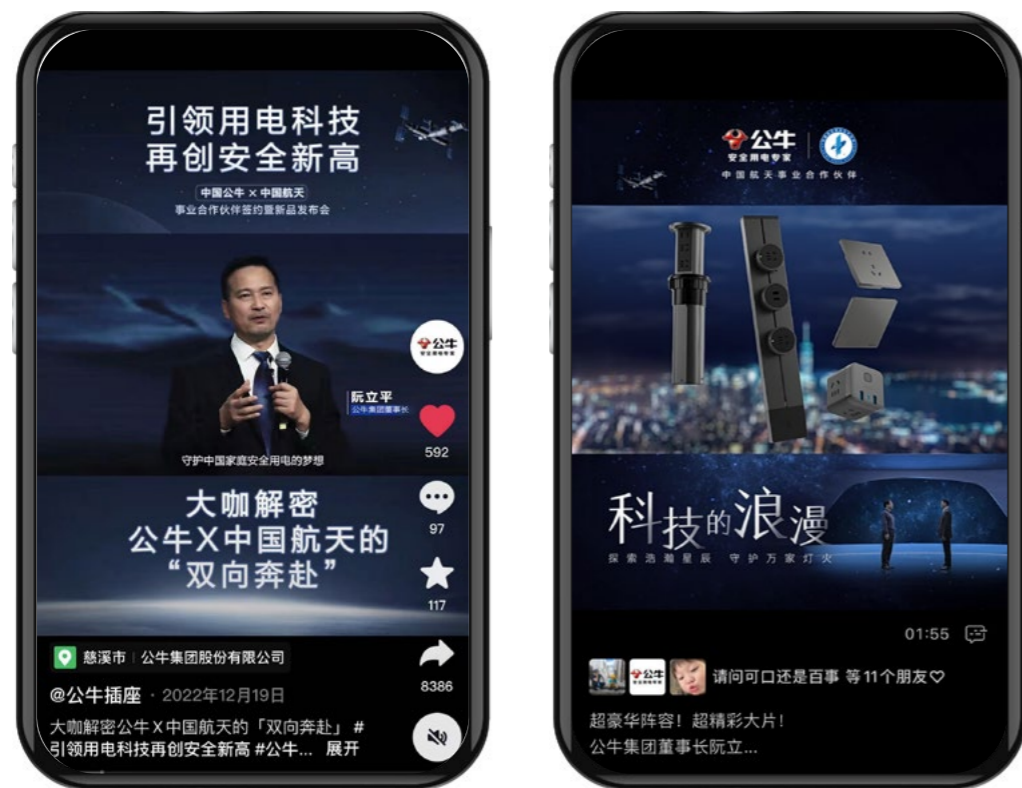 引领用电科技
再创安全新高
中国公牛 × 中国航天
事业合作伙伴签约暨新品发布会
公牛
安全用电专家
阮立平
公牛集团董事长
592
守护中国家庭安全用电的梦想
大咖解密
公牛X中国航天的
“双向奔赴”
97
117
慈溪市 | 公牛集团股份有限公司
8386
@公牛插座 · 2022年12月19日
大咖解密公牛X中国航天的「双向奔赴」 #
引领用电科技再创安全新高 #公牛... 展开
公牛
安全用电专家
中国航天事业合作伙伴
科技的浪漫
探索浩瀚星辰 守护万家灯火
01:55
公牛
请问可口还是百事 等11个朋友♡
超豪华阵容！超精彩大片！
公牛集团董事长阮立...